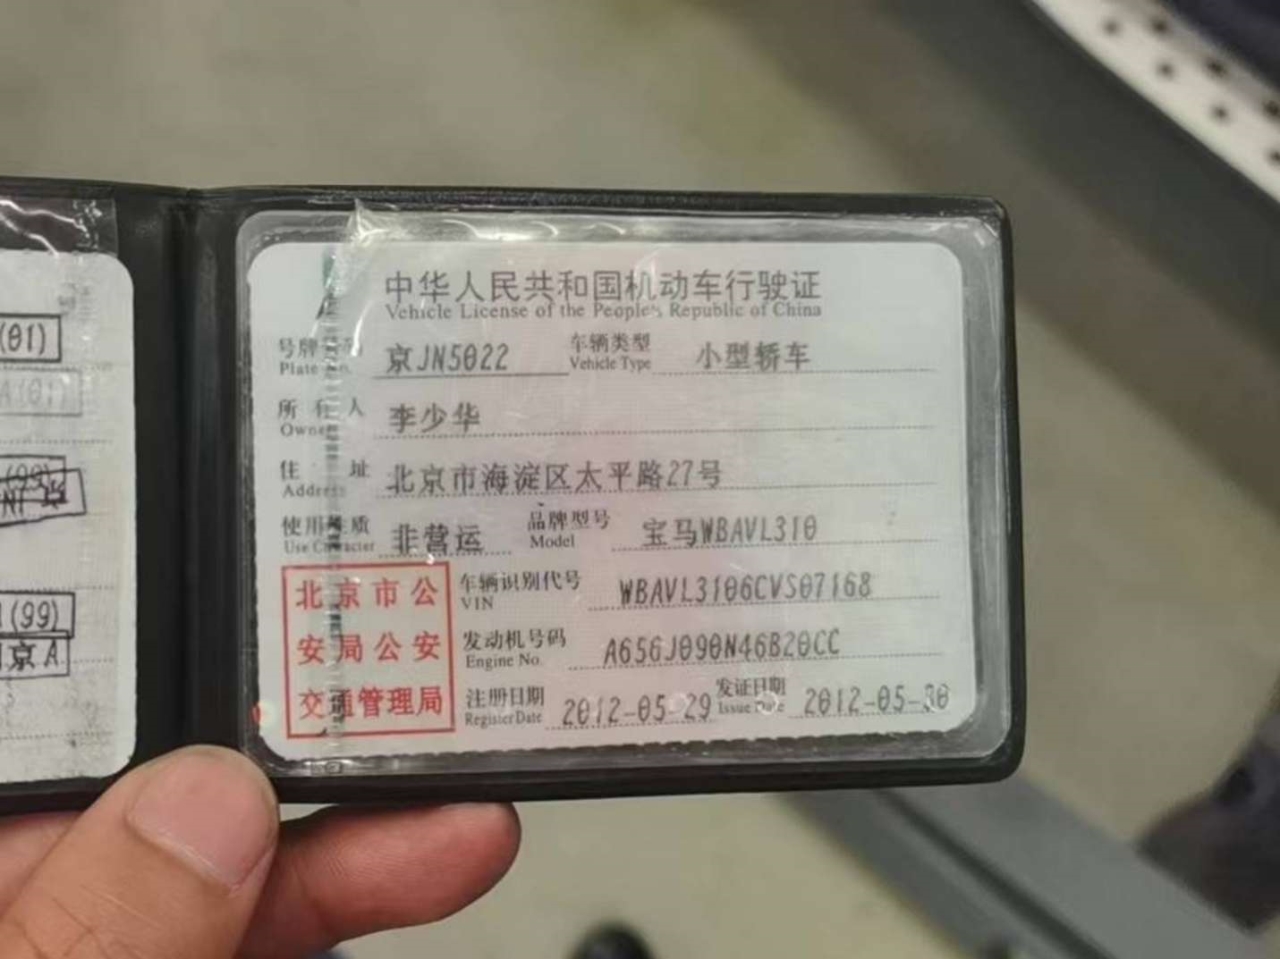 (01)
A(01)
(99)
(99)
京A
中华人民共和国机动车行驶证
Vehicle License of the People's Republic of China
号牌号码 京JN5022 车辆类型 小型轿车
Plate No. Vehicle Type
所有人 李少华
Owner
住址 北京市海淀区太平路27号
Address
使用性质 非营运 品牌型号 宝马WBAVL310
Use Character Model
北京市公
安局公安
交通管理局
车辆识别代号 WBAVL3106CVS07168
VIN
发动机号码 A656J090N46B20CC
Engine No.
注册日期 2012-05-29 发证日期 2012-05-30
Register Date Issue Date